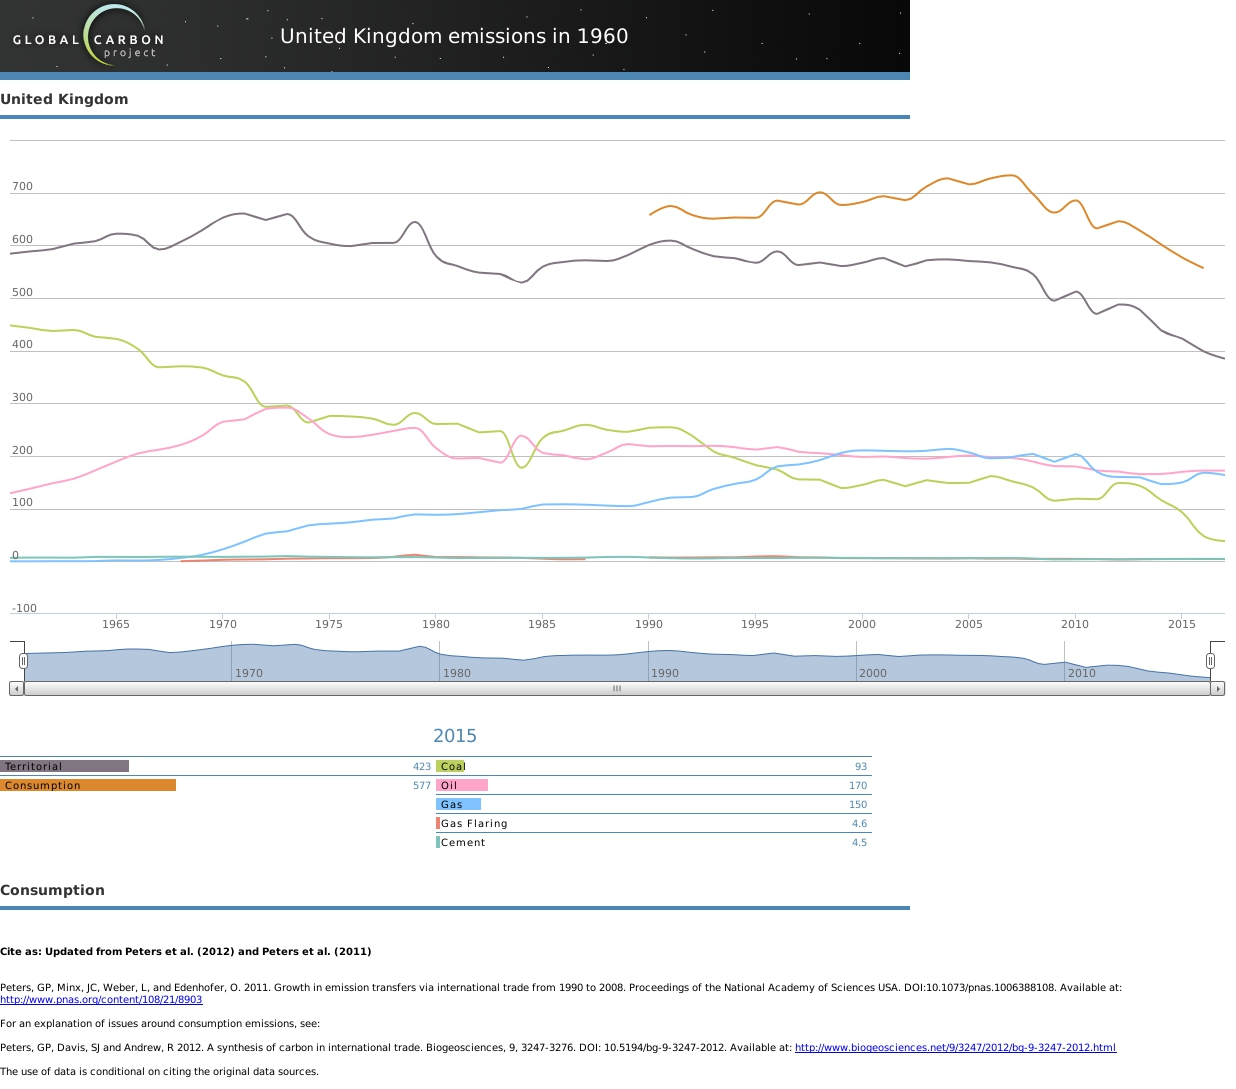 GLOBAL CARBON
project
United Kingdom emissions in 1960
United Kingdom
700
600
500
400
300
200
100
0
-100
1965 1970 1975 1980 1985 1990 1995 2000 2005 2010 2015
1970 1980 1990 2000 2010
2015
Territorial 423 Coal 93
Consumption 577 Oil 170
Gas 150
Gas Flaring 4.6
Cement 4.5
Consumption
Cite as: Updated from Peters et al. (2012) and Peters et al. (2011)
Peters, GP, Minx, JC, Weber, L, and Edenhofer, O. 2011. Growth in emission transfers via international trade from 1990 to 2008. Proceedings of the National Academy of Sciences USA. DOI:10.1073/pnas.1006388108. Available at:
http://www.pnas.org/content/108/21/8903
For an explanation of issues around consumption emissions, see:
Peters, GP, Davis, SJ and Andrew, R 2012. A synthesis of carbon in international trade. Biogeosciences, 9, 3247-3276. DOI: 10.5194/bg-9-3247-2012. Available at: http://www.biogeosciences.net/9/3247/2012/bg-9-3247-2012.html
The use of data is conditional on citing the original data sources.